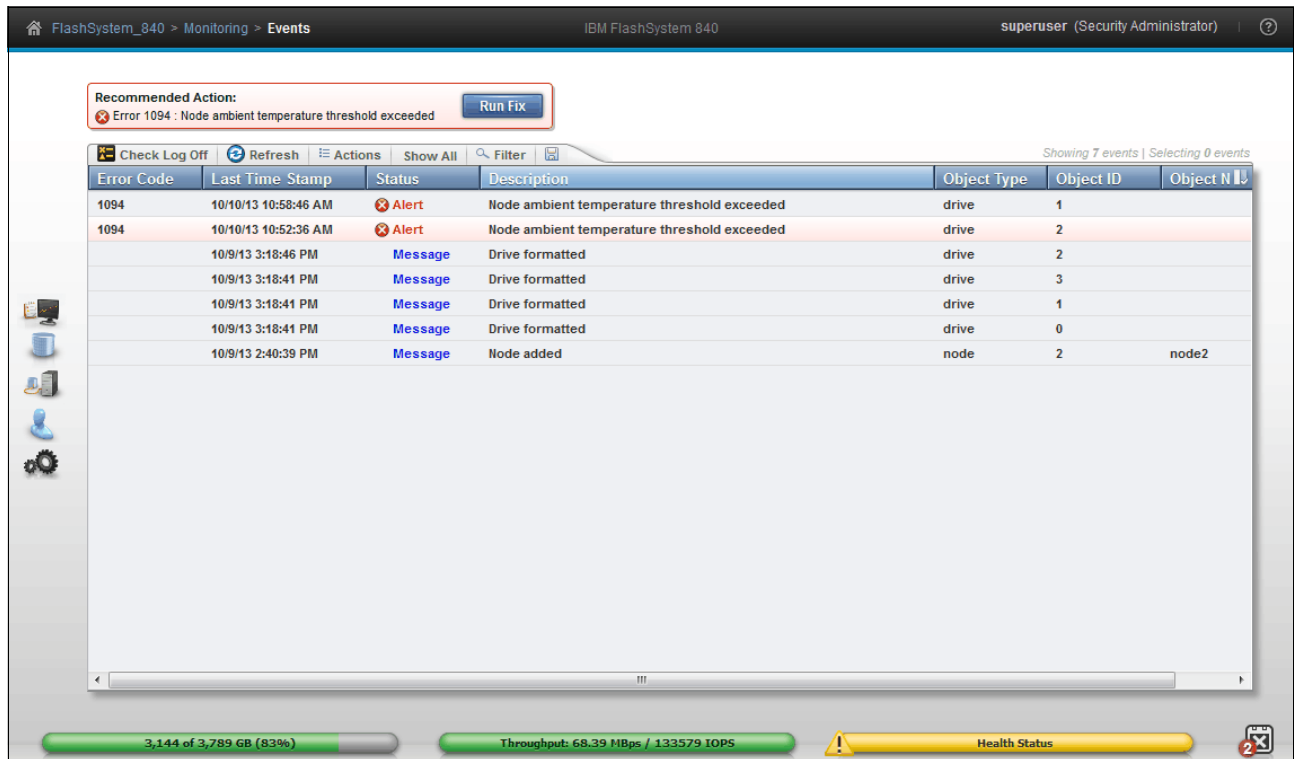 FlashSystem_840 > Monitoring > Events
IBM FlashSystem 840
superuser (Security Administrator)
?
Recommended Action:
Error 1094 : Node ambient temperature threshold exceeded
Run Fix
Check Log Off Refresh Actions Show All Filter
Showing 7 events | Selecting 0 events
Error Code Last Time Stamp Status Description Object Type Object ID Object N
1094 10/10/13 10:58:46 AM Alert Node ambient temperature threshold exceeded drive 1
1094 10/10/13 10:52:36 AM Alert Node ambient temperature threshold exceeded drive 2
10/9/13 3:18:46 PM Message Drive formatted drive 2
10/9/13 3:18:41 PM Message Drive formatted drive 3
10/9/13 3:18:41 PM Message Drive formatted drive 1
10/9/13 3:18:41 PM Message Drive formatted drive 0
10/9/13 2:40:39 PM Message Node added node 2 node2
3,144 of 3,789 GB (83%)
Throughput: 68.39 MBps / 133579 IOPS
!
Health Status
2